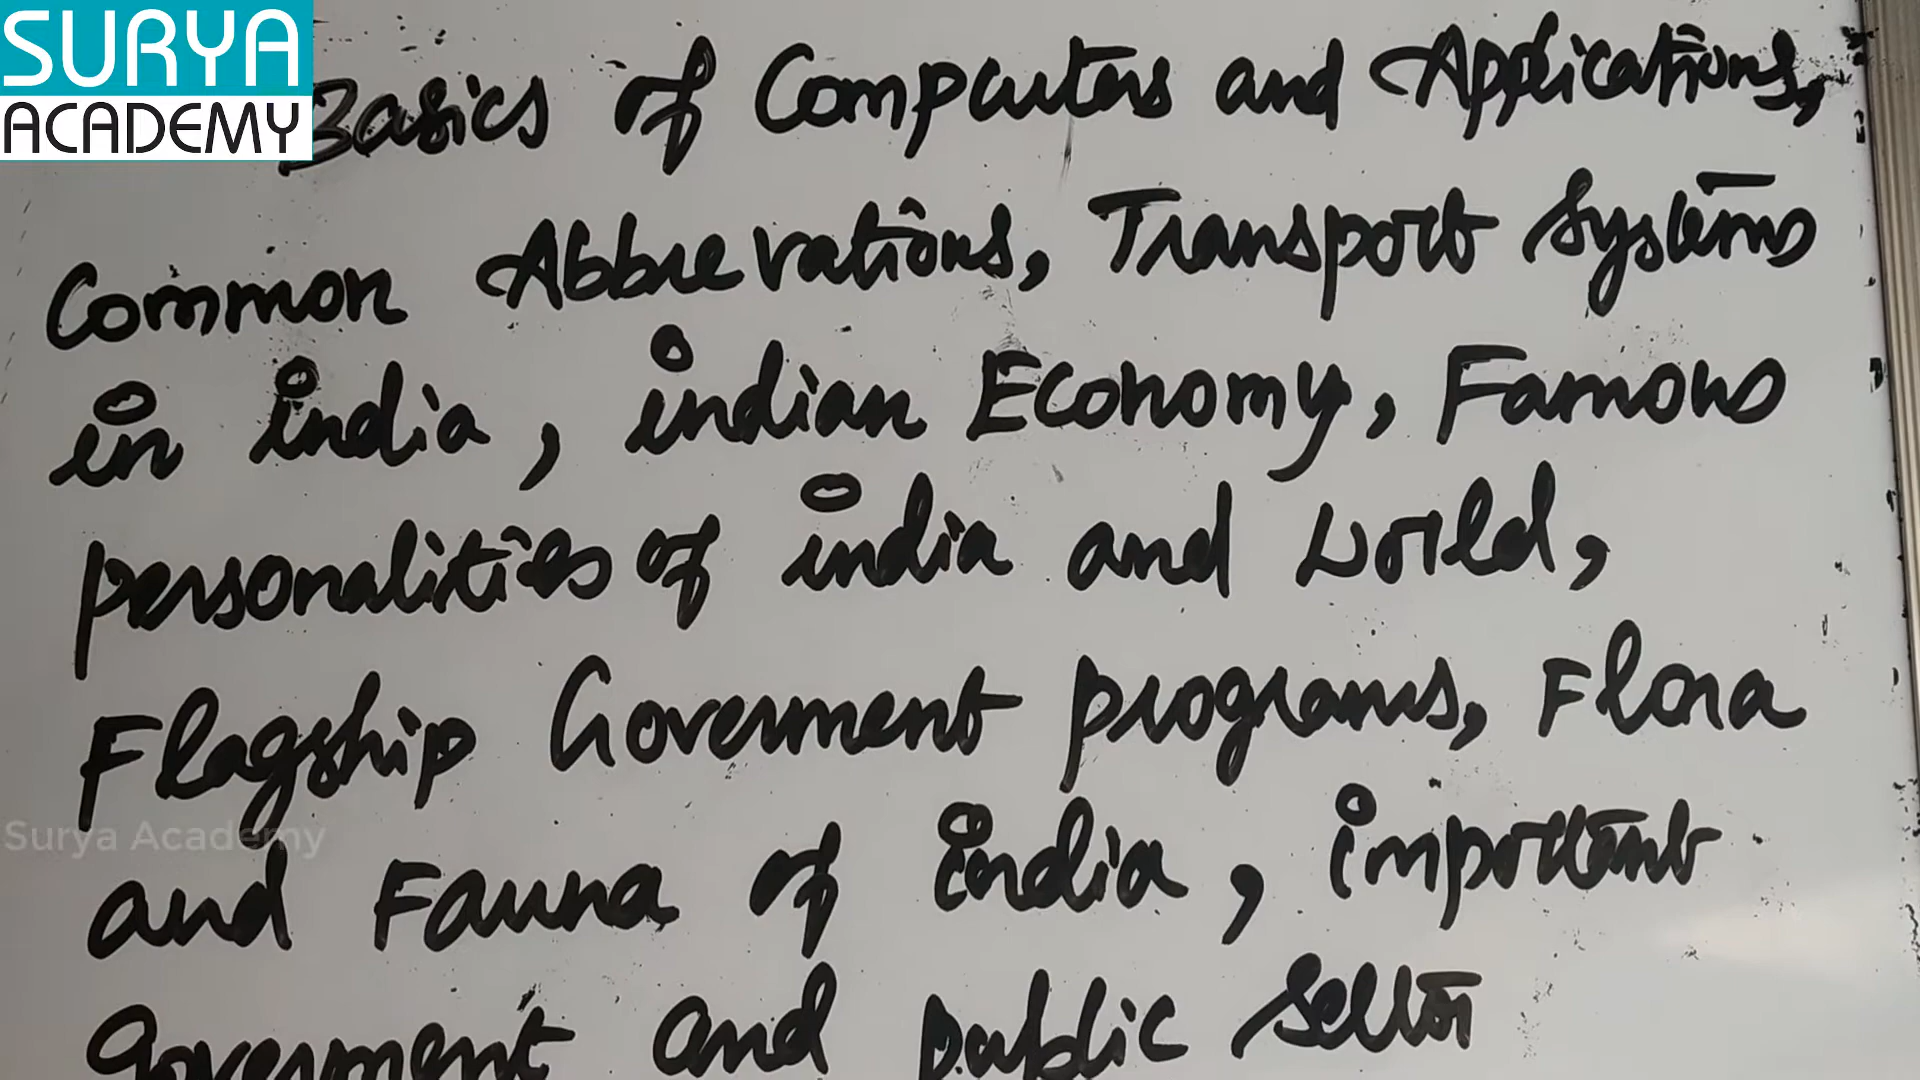 SURYA
ACADEMY
Basics of Computers and Applications,
Common Abbrevations, Transport Systems
in india, indian Economy, Famous
personalities of india and world,
Flagship Goverment programs, Flora
Surya Academy
and Fauna of india, important
Goverment and public sector